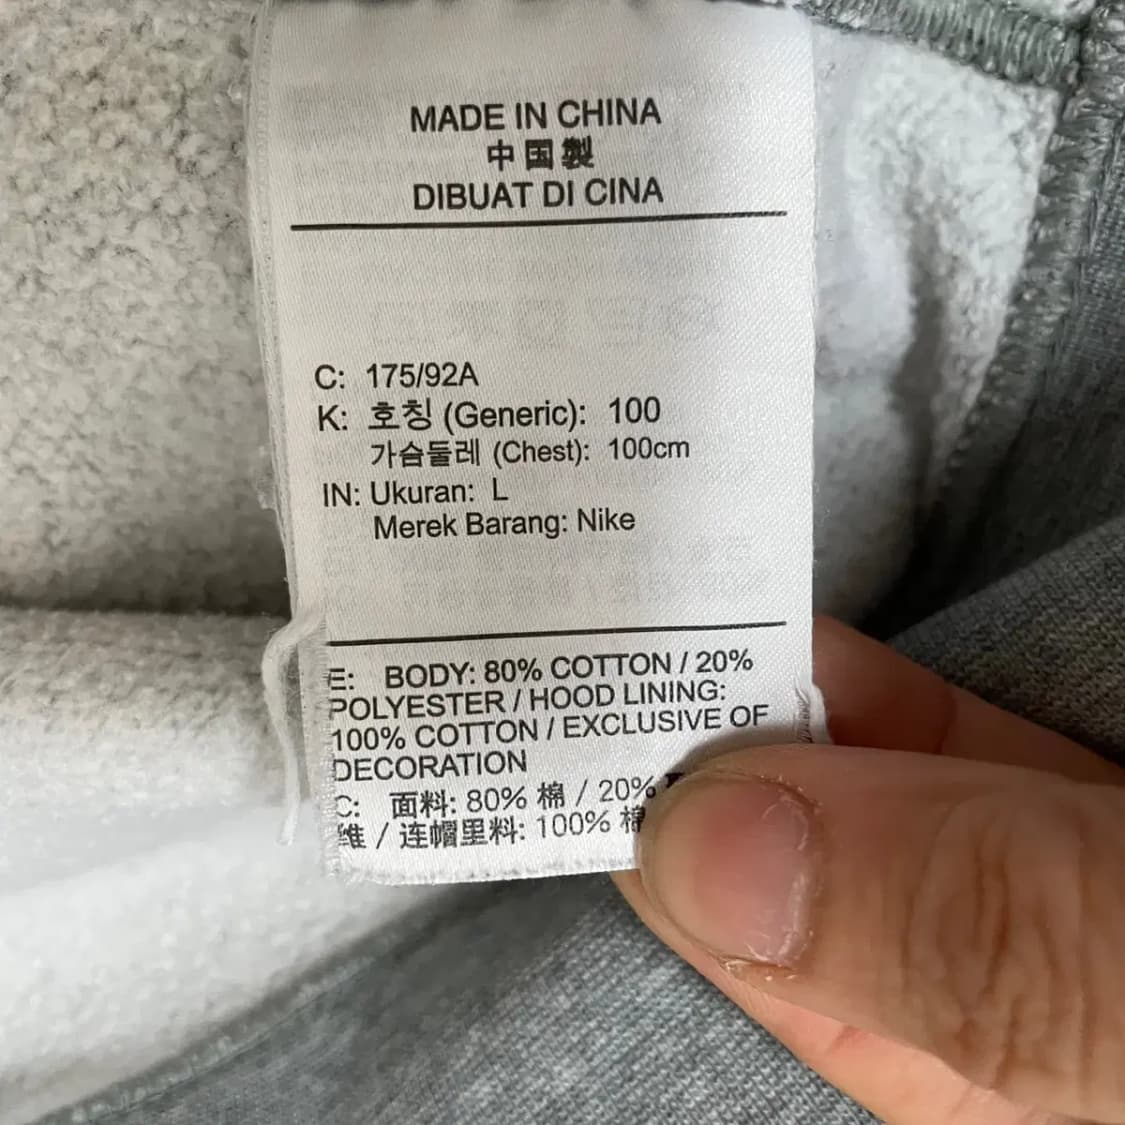 MADE IN CHINA
中国製
DIBUAT DI CINA
C: 175/92A
K: 호칭 (Generic): 100
가슴둘레 (Chest): 100cm
IN: Ukuran: L
Merek Barang: Nike
E: BODY: 80% COTTON / 20%
POLYESTER / HOOD LINING:
100% COTTON / EXCLUSIVE OF
DECORATION
C: 面料: 80% 棉 / 20%
维 / 连帽里料: 100% 棉